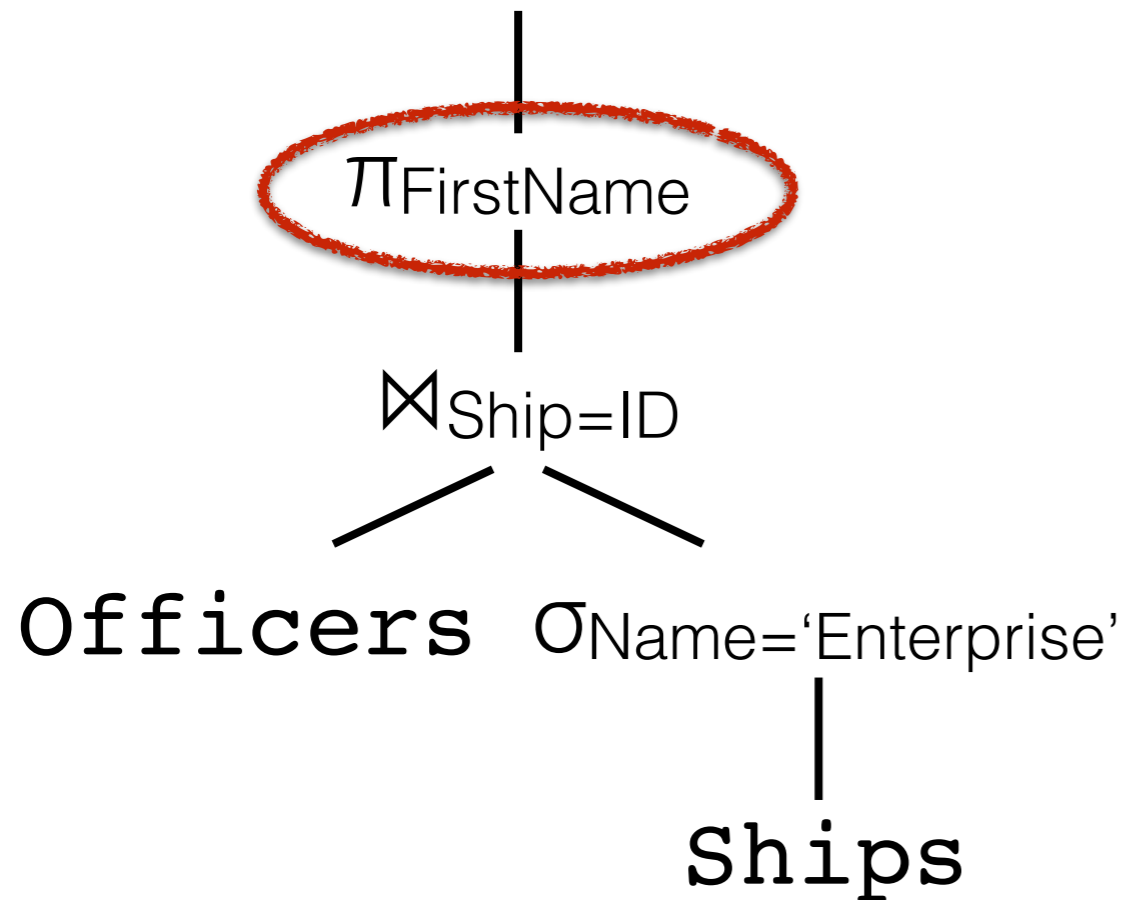 πFirstName
⋈Ship=ID
Officers
σName=‘Enterprise’
Ships